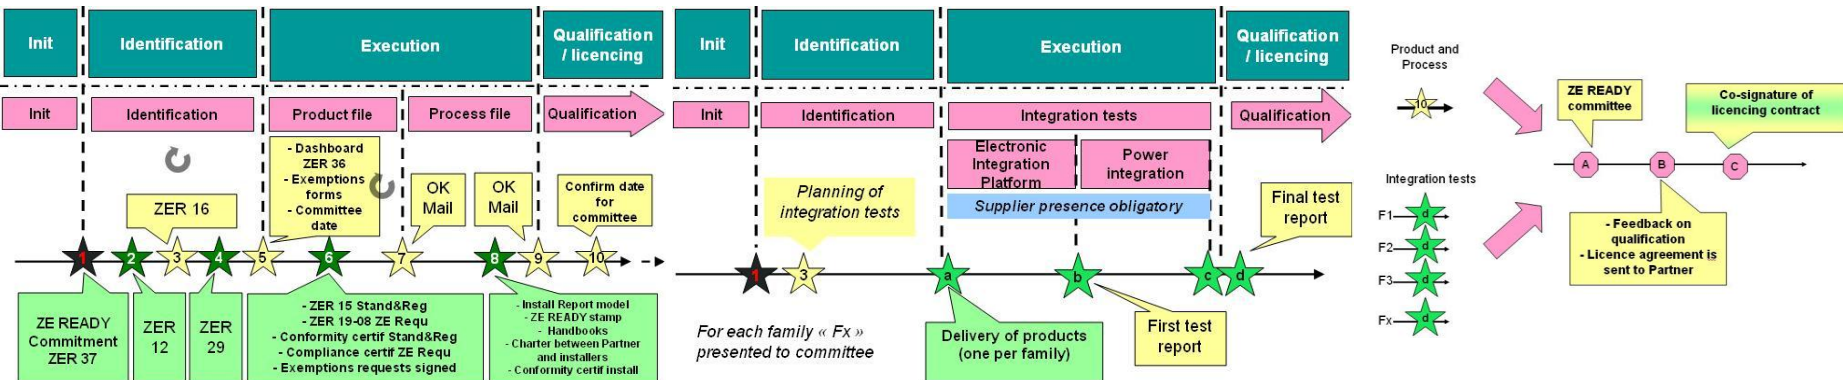 Init
Identification
Execution
Qualification
/ licencing
Init
Identification
Product file
Process file
Qualification
- Dashboard
ZER 36
- Exemptions
forms
- Committee
date
ZER 16
OK
Mail
OK
Mail
Confirm date
for
committee
1
2
3
4
5
6
7
8
9
10
ZE READY
Commitment
ZER 37
ZER
12
ZER
29
- ZER 15 Stand&Reg
- ZER 19-08 ZE Requ
- Conformity certif Stand&Reg
- Compliance certif ZE Requ
- Exemptions requests signed
- Install Report model
- ZE READY stamp
- Handbooks
- Charter between Partner
and installers
- Conformity certif install
Init
Identification
Execution
Qualification
/ licencing
Init
Identification
Integration tests
Qualification
Electronic
Integration
Platform
Power
integration
Planning of
integration tests
Supplier presence obligatory
Final test
report
1
3
a
b
c
d
For each family « Fx »
presented to committee
Delivery of products
(one per family)
First test
report
Product and
Process
10
Integration tests
F1
d
F2
d
F3
d
Fx
d
ZE READY
committee
Co-signature of
licencing contract
A
B
C
- Feedback on
qualification
- Licence agreement is
sent to Partner